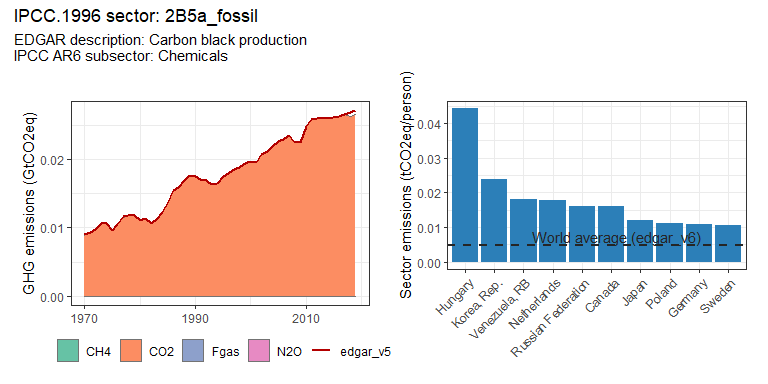 IPCC.1996 sector: 2B5a_fossil
EDGAR description: Carbon black production
IPCC AR6 subsector: Chemicals
GHG emissions (GtCO2eq)
0.02
0.01
0.00
1970
1990
2010
CH4
CO2
Fgas
N2O
edgar_v5
Sector emissions (tCO2eq/person)
0.04
0.03
0.02
0.01
0.00
World average (edgar_v6)
Hungary
Korea, Rep.
Venezuela, RB
Netherlands
Russian Federation
Canada
Japan
Poland
Germany
Sweden